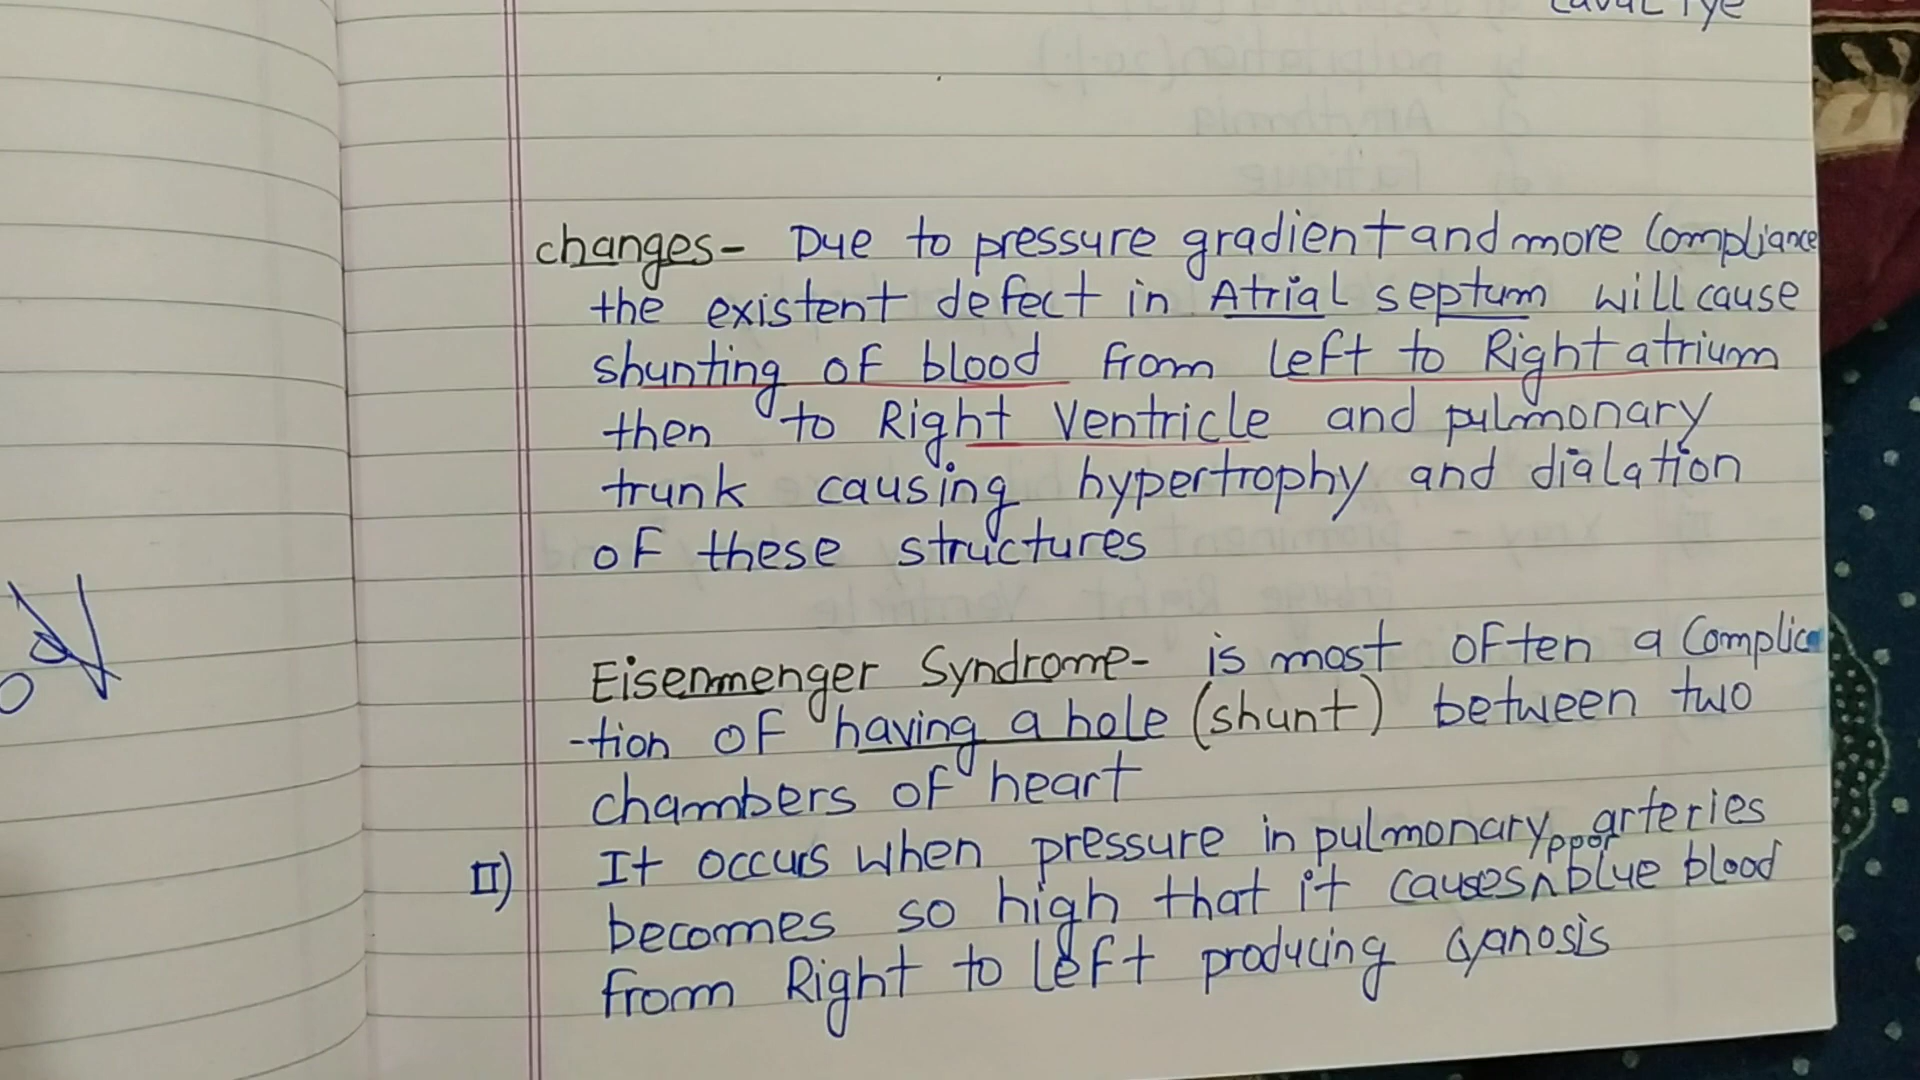 changes- Due to pressure gradient and more compliance
the existent defect in Atrial septum will cause
shunting of blood from left to Right atrium
then to Right Ventricle and pulmonary
trunk causing hypertrophy and dialation
of these structures
Eisenmenger Syndrome- is most often a Complica
-tion of having a hole (shunt) between two
chambers of heart
II) It occurs when pressure in pulmonary arteries
becomes so high that it causes ^ poor blue blood
from Right to left producing cyanosis